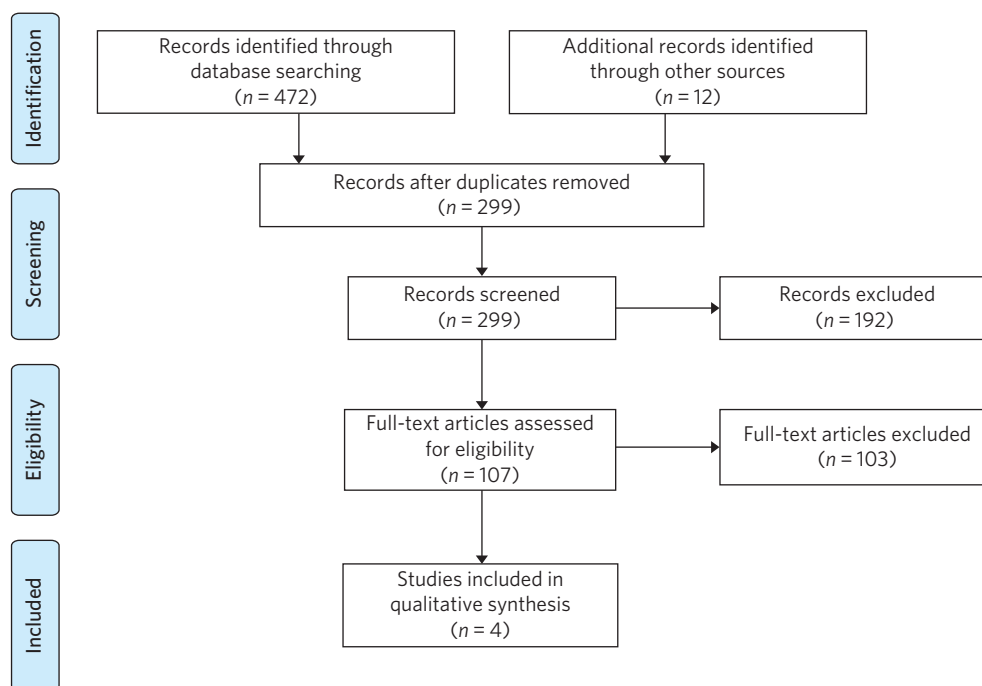 Identification
Records identified through
database searching
(n = 472)
Additional records identified
through other sources
(n = 12)
Records after duplicates removed
(n = 299)
Screening
Records screened
(n = 299)
Records excluded
(n = 192)
Eligibility
Full-text articles assessed
for eligibility
(n = 107)
Full-text articles excluded
(n = 103)
Included
Studies included in
qualitative synthesis
(n = 4)